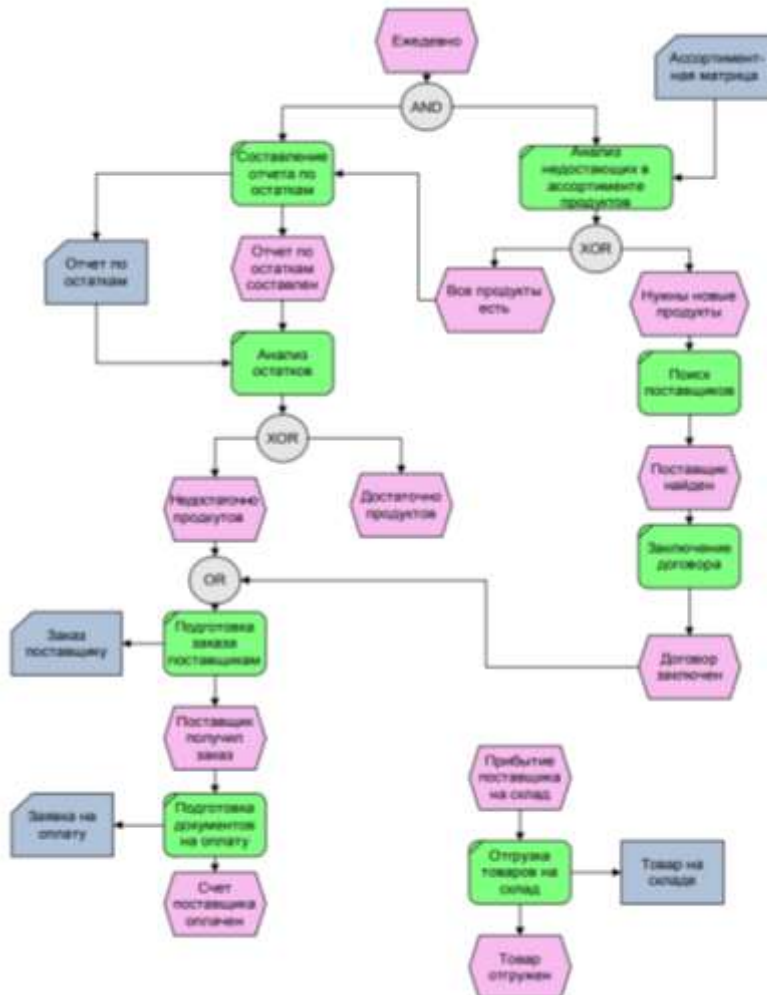 Ежедевно
AND
Ассортимент-
ная матрица
Составление
отчета по
остаткам
Анализ
недостающих в
ассортименте
продуктов
XOR
Отчет по
остаткам
Отчет по
остаткам
составлен
Все продукты
есть
Нужны новые
продукты
Анализ
остатков
Поиск
поставщиков
XOR
Недостаточно
продкутов
Достаточно
продуктов
Поставщик
найден
Заключение
договора
OR
Заказ
поставщику
Подготовка
заказа
поставщикам
Договор
заключен
Поставщик
получил
заказ
Прибытие
поставщика
на склад
Заявка на
оплату
Подготовка
документов
на оплату
Отгрузка
товаров на
склад
Товар на
складе
Счет
поставщика
оплачен
Товар
отгружен